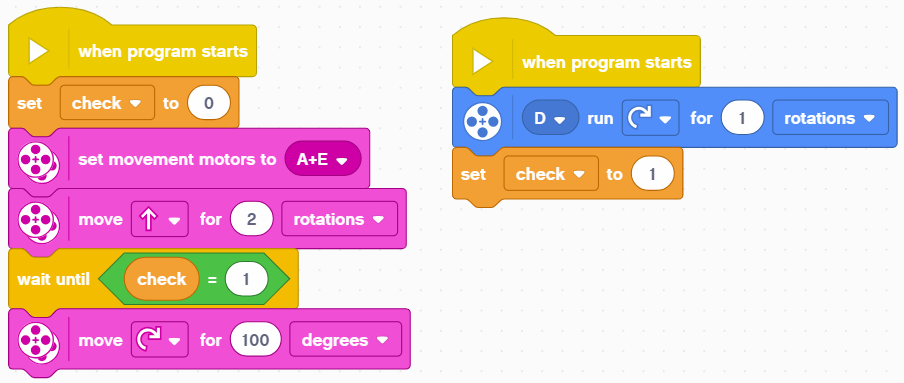 when program starts
set check to 0
set movement motors to A+E
move for 2 rotations
wait until check = 1
move for 100 degrees
when program starts
D run for 1 rotations
set check to 1